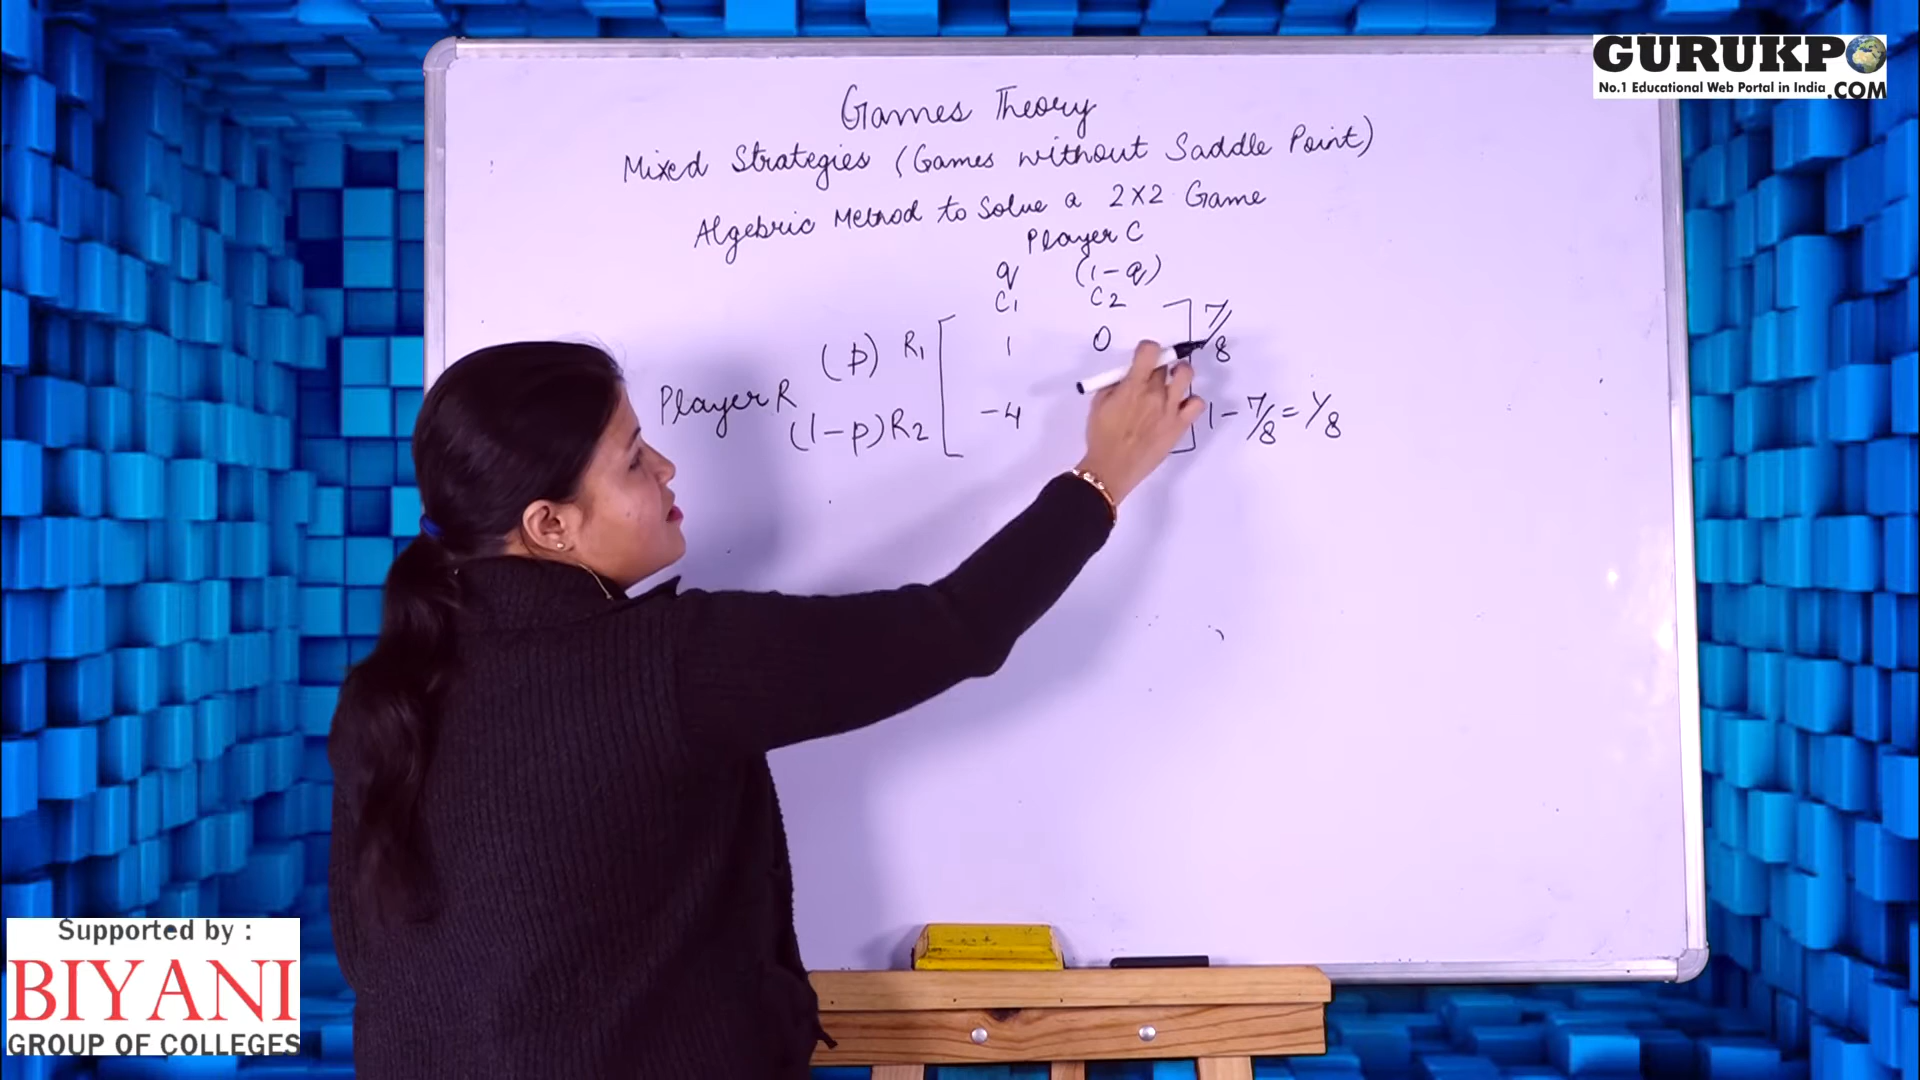 GURUKPO
No.1 Educational Web Portal in India .COM
Games Theory
Mixed Strategies (Games without Saddle Point)
Algebric Method to Solve a 2x2 Game
Player C
q (1-q)
C1 C2
(p) R1 1 0 7/8
Player R
(1-p) R2 -4 1-7/8=1/8
Supported by :
BIYANI
GROUP OF COLLEGES